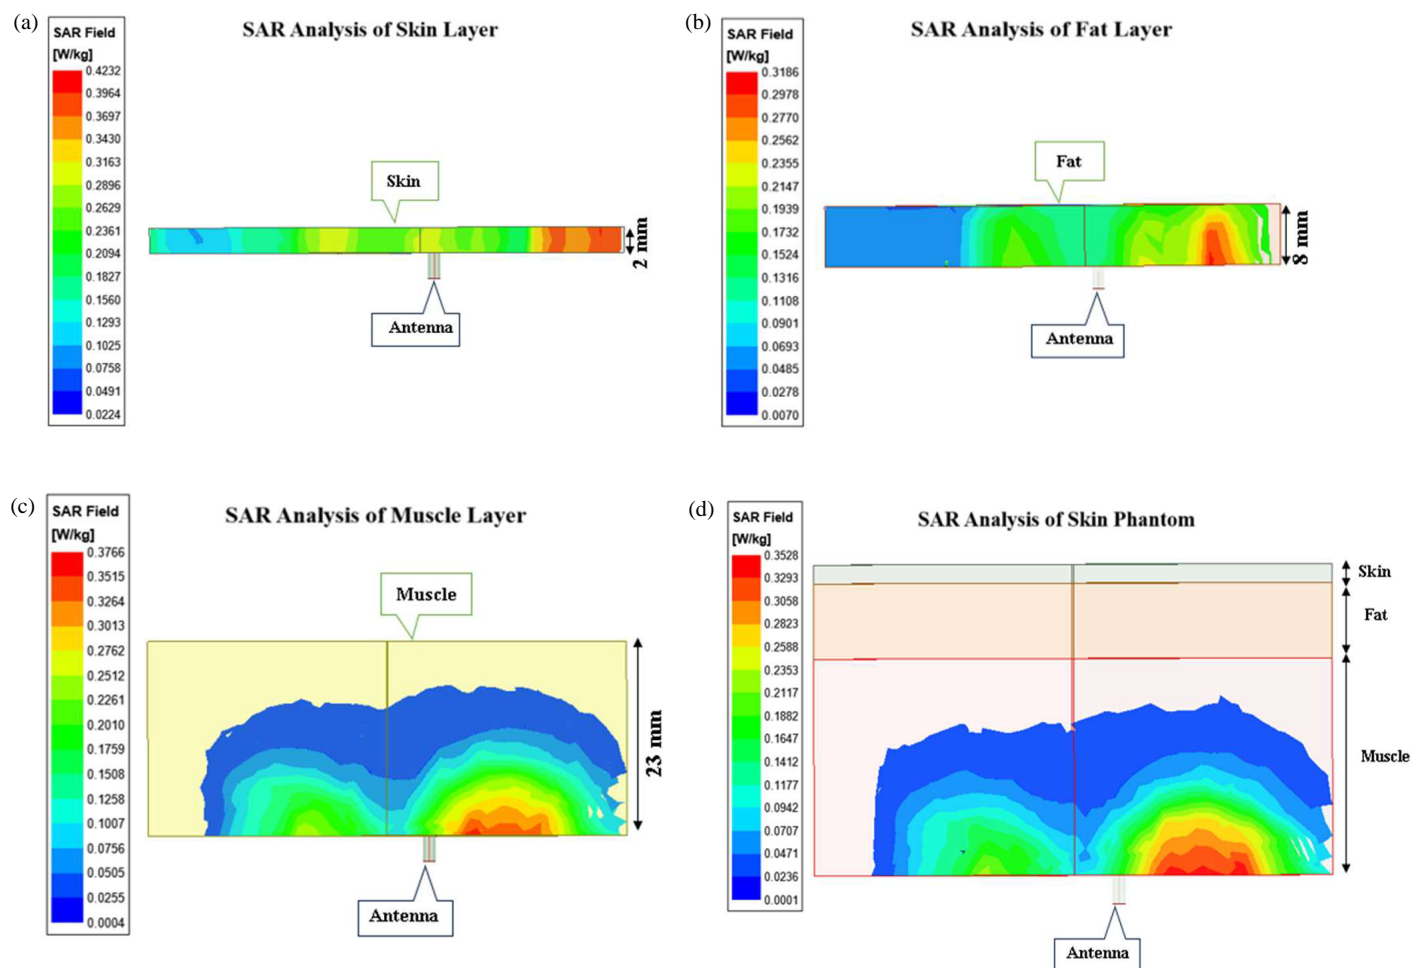 (a)
SAR Analysis of Skin Layer
SAR Field
[W/kg]
0.4232
0.3964
0.3697
0.3430
0.3163
0.2896
0.2629
0.2361
0.2094
0.1827
0.1560
0.1293
0.1025
0.0758
0.0491
0.0224
Skin
2 mm
Antenna
(b)
SAR Analysis of Fat Layer
SAR Field
[W/kg]
0.3186
0.2978
0.2770
0.2562
0.2355
0.2147
0.1939
0.1732
0.1524
0.1316
0.1108
0.0901
0.0693
0.0485
0.0278
0.0070
Fat
8 mm
Antenna
(c)
SAR Analysis of Muscle Layer
SAR Field
[W/kg]
0.3766
0.3515
0.3264
0.3013
0.2762
0.2512
0.2261
0.2010
0.1759
0.1508
0.1258
0.1007
0.0756
0.0505
0.0255
0.0004
Muscle
23 mm
Antenna
(d)
SAR Analysis of Skin Phantom
SAR Field
[W/kg]
0.3528
0.3293
0.3058
0.2823
0.2588
0.2353
0.2117
0.1882
0.1647
0.1412
0.1177
0.0942
0.0707
0.0471
0.0236
0.0001
Skin
Fat
Muscle
Antenna